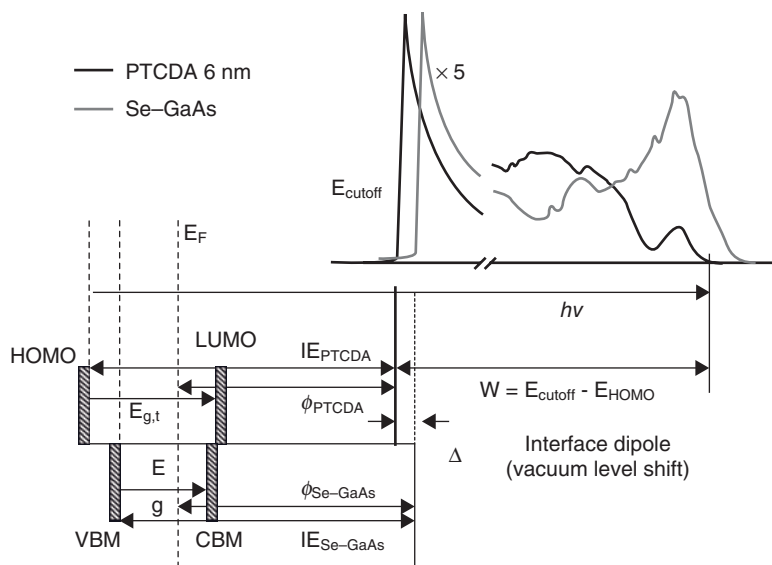 PTCDA 6 nm
Se–GaAs
× 5
E_cutoff
E_F
hν
HOMO
LUMO
IE_PTCDA
ϕ_PTCDA
W = E_cutoff - E_HOMO
E_g,t
Δ
Interface dipole
(vacuum level shift)
E
g
ϕ_Se–GaAs
VBM
CBM
IE_Se–GaAs